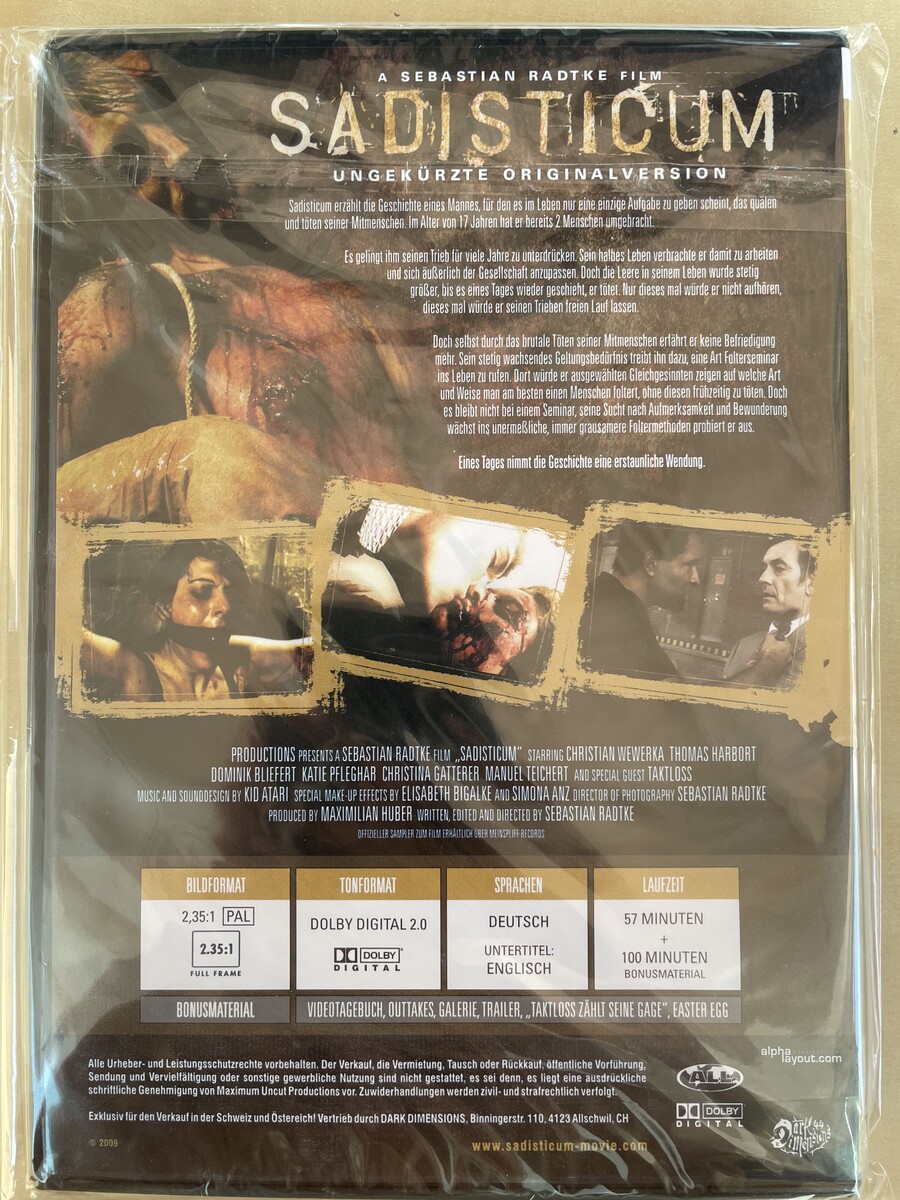 A SEBASTIAN RADTKE FILM
SADISTICUM
UNGEKÜRZTE ORIGINALVERSION
Sadisticum erzählt die Geschichte eines Mannes, für den es im Leben nur eine einzige Aufgabe zu geben scheint, das quälen
und töten seiner Mitmenschen. Im Alter von 17 Jahren hat er bereits 2 Menschen umgebracht.
Es gelingt ihm seinen Trieb für viele Jahre zu unterdrücken. Sein halbes Leben verbrachte er damit zu arbeiten
und sich äußerlich der Gesellschaft anzupassen. Doch die Leere in seinem Leben wurde stetig
größer, bis es eines Tages wieder geschieht, er tötet. Nur dieses mal würde er nicht aufhören,
dieses mal würde er seinen Trieben freien Lauf lassen.
Doch selbst durch das brutale Töten seiner Mitmenschen erfährt er keine Befriedigung
mehr. Sein stetig wachsendes Geltungsbedürfnis treibt ihn dazu, eine Art Folterseminar
ins Leben zu rufen. Dort würde er ausgewählten Gleichgesinnten zeigen auf welche Art
und Weise man am besten einen Menschen foltert, ohne diesen frühzeitig zu töten. Doch
es bleibt nicht bei einem Seminar, seine Sucht nach Aufmerksamkeit und Bewunderung
wächst ins unermeßliche, immer grausamere Foltermethoden probiert er aus.
Eines Tages nimmt die Geschichte eine erstaunliche Wendung.
PRODUCTIONS PRESENTS A SEBASTIAN RADTKE FILM „SADISTICUM" STARRING CHRISTIAN WEWERKA THOMAS HARBORT
DOMINIK BLIEFERT KATIE PFLEGHAR CHRISTINA GATTERER MANUEL TEICHERT AND SPECIAL GUEST TAKTLOSS
MUSIC AND SOUNDDESIGN BY KID ATARI SPECIAL MAKE-UP EFFECTS BY ELISABETH BIGALKE AND SIMONA ANZ DIRECTOR OF PHOTOGRAPHY SEBASTIAN RADTKE
PRODUCED BY MAXIMILIAN HUBER WRITTEN, EDITED AND DIRECTED BY SEBASTIAN RADTKE
OFFIZIELLER SAMPLER ZUM FILM ERHÄLTLICH ÜBER MEINSPLIFF RECORDS
BILDFORMAT
2,35:1 PAL
2.35:1
FULL FRAME
TONFORMAT
DOLBY DIGITAL 2.0
DOLBY
DIGITAL
SPRACHEN
DEUTSCH
UNTERTITEL:
ENGLISCH
LAUFZEIT
57 MINUTEN
+
100 MINUTEN
BONUSMATERIAL
BONUSMATERIAL
VIDEOTAGEBUCH, OUTTAKES, GALERIE, TRAILER, „TAKTLOSS ZÄHLT SEINE GAGE", EASTER EGG
alpha
layout.com
Alle Urheber- und Leistungsschutzrechte vorbehalten. Der Verkauf, die Vermietung, Tausch oder Rückkauf, öffentliche Vorführung,
Sendung und Vervielfältigung oder sonstige gewerbliche Nutzung sind nicht gestattet, es sei denn, es liegt eine ausdrückliche
schriftliche Genehmigung von Maximum Uncut Productions vor. Zuwiderhandlungen werden zivil- und strafrechtlich verfolgt.
Exklusiv für den Verkauf in der Schweiz und Östereich! Vertrieb durch DARK DIMENSIONS, Binningerstr. 110, 4123 Allschwil, CH
ALL
DOLBY
DIGITAL
Dark
Dimensions
© 2009
www.sadisticum-movie.com